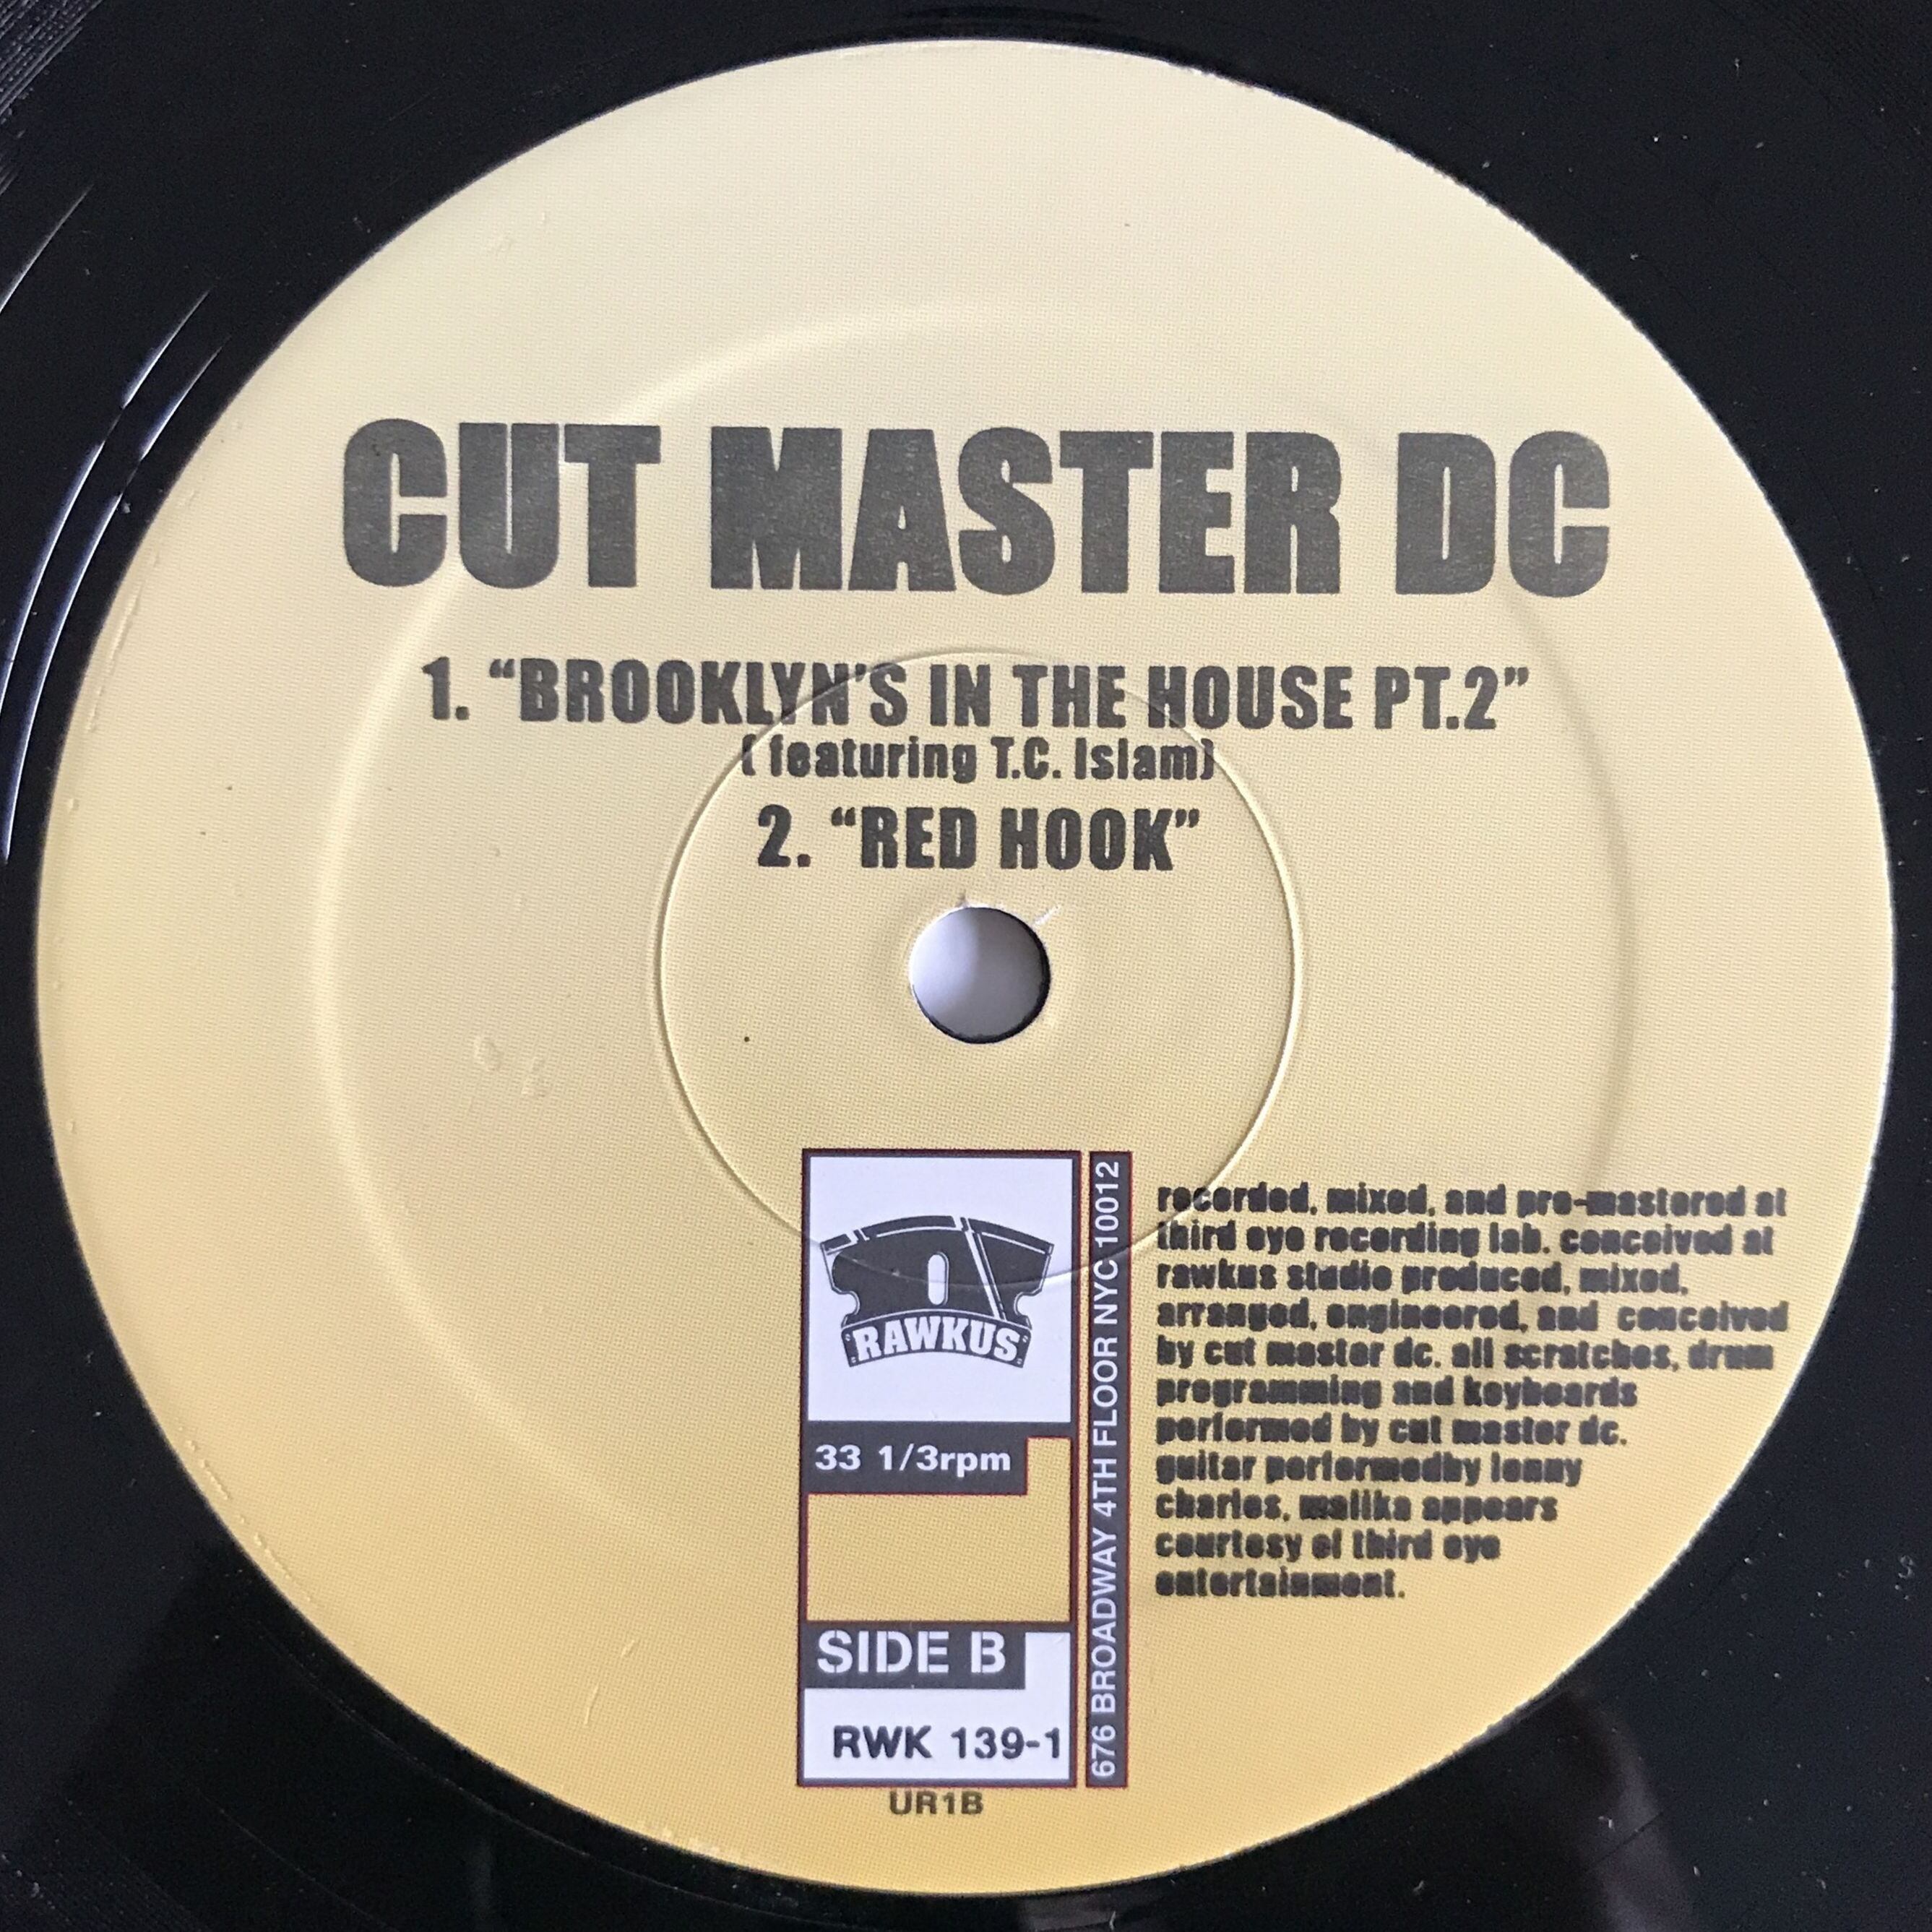 CUT MASTER DC
1. “BROOKLYN’S IN THE HOUSE PT.2”
( featuring T.C. Islam)
2. “RED HOOK”
RAWKUS
33 1/3rpm
SIDE B
RWK 139-1
UR1B
676 BROADWAY 4TH FLOOR NYC 10012
recorded, mixed, and pre-mastered at
third eye recording lab. conceived at
rawkus studio produced, mixed,
arranged, engineered, and conceived
by cut master dc. all scratches, drum
programming and keyboards
performed by cut master dc.
guitar performedby lenny
charles, malika appears
courtesy of third eye
entertainment.